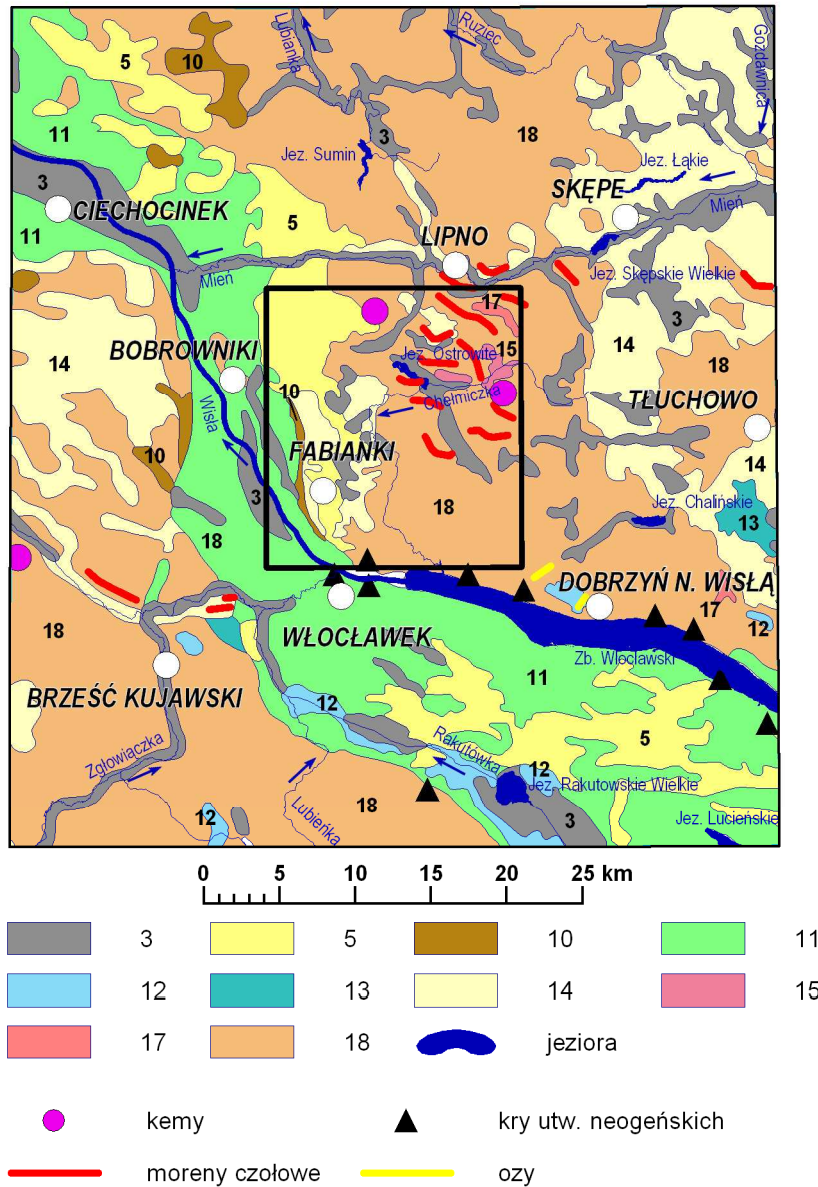 Lubianka
Ruziec
Gozdawnica
5
10
18
11
3
Jez. Sumin
Jez. Łąkie
SKĘPE
3
CIECHOCINEK
Mień
11
5
LIPNO
Mień
Jez. Skępskie Wielkie
17
3
BOBROWNIKI
14
Jez. Ostrowite
15
14
18
10
Chełmiczka
TŁUCHOWO
Wisła
10
FABIANKI
14
3
18
Jez. Chalińskie
13
18
DOBRZYŃ N. WISŁĄ
17
12
18
WŁOCŁAWEK
Zb. Włocławski
BRZEŚĆ KUJAWSKI
11
12
Rakutówka
5
Zgłowiączka
12
Jez. Rakutowskie Wielkie
12
Lubieńka
18
3
Jez. Lucieńskie
0 5 10 15 20 25 km
3 5 10 11
12 13 14 15
17 18 jeziora
kemy kry utw. neogeńskich
moreny czołowe ozy